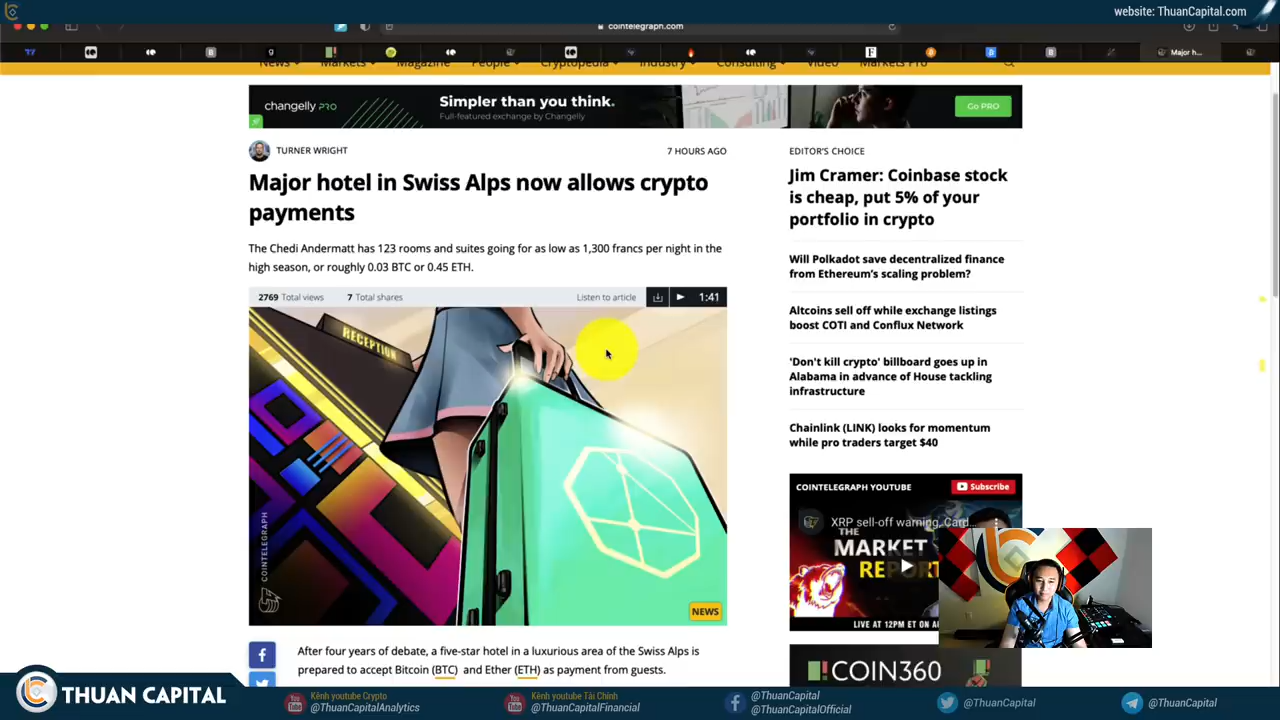 website: ThuanCapital.com
cointelegraph.com
Major h...
News
Markets
Magazine
People
Cryptopedia
Industry
Consulting
Video
Markets Pro
changelly PRO
Simpler than you think.
Full-featured exchange by Changelly
Go PRO
TURNER WRIGHT
7 HOURS AGO
Major hotel in Swiss Alps now allows crypto
payments
The Chedi Andermatt has 123 rooms and suites going for as low as 1,300 francs per night in the
high season, or roughly 0.03 BTC or 0.45 ETH.
2769 Total views
7 Total shares
Listen to article
1:41
RECEPTION
COINTELEGRAPH
NEWS
After four years of debate, a five-star hotel in a luxurious area of the Swiss Alps is
prepared to accept Bitcoin (BTC) and Ether (ETH) as payment from guests.
EDITOR'S CHOICE
Jim Cramer: Coinbase stock
is cheap, put 5% of your
portfolio in crypto
Will Polkadot save decentralized finance
from Ethereum's scaling problem?
Altcoins sell off while exchange listings
boost COTI and Conflux Network
'Don't kill crypto' billboard goes up in
Alabama in advance of House tackling
infrastructure
Chainlink (LINK) looks for momentum
while pro traders target $40
COINTELEGRAPH YOUTUBE
Subscribe
XRP sell-off warning, Card...
THE
MARKET
REPORT
LIVE AT 12PM ET ON
COIN360
THUAN CAPITAL
Kênh youtube Crypto
@ThuanCapitalAnalytics
Kênh youtube Tài Chính
@ThuanCapitalFinancial
@ThuanCapital
@ThuanCapitalOfficial
@ThuanCapital
@ThuanCapital